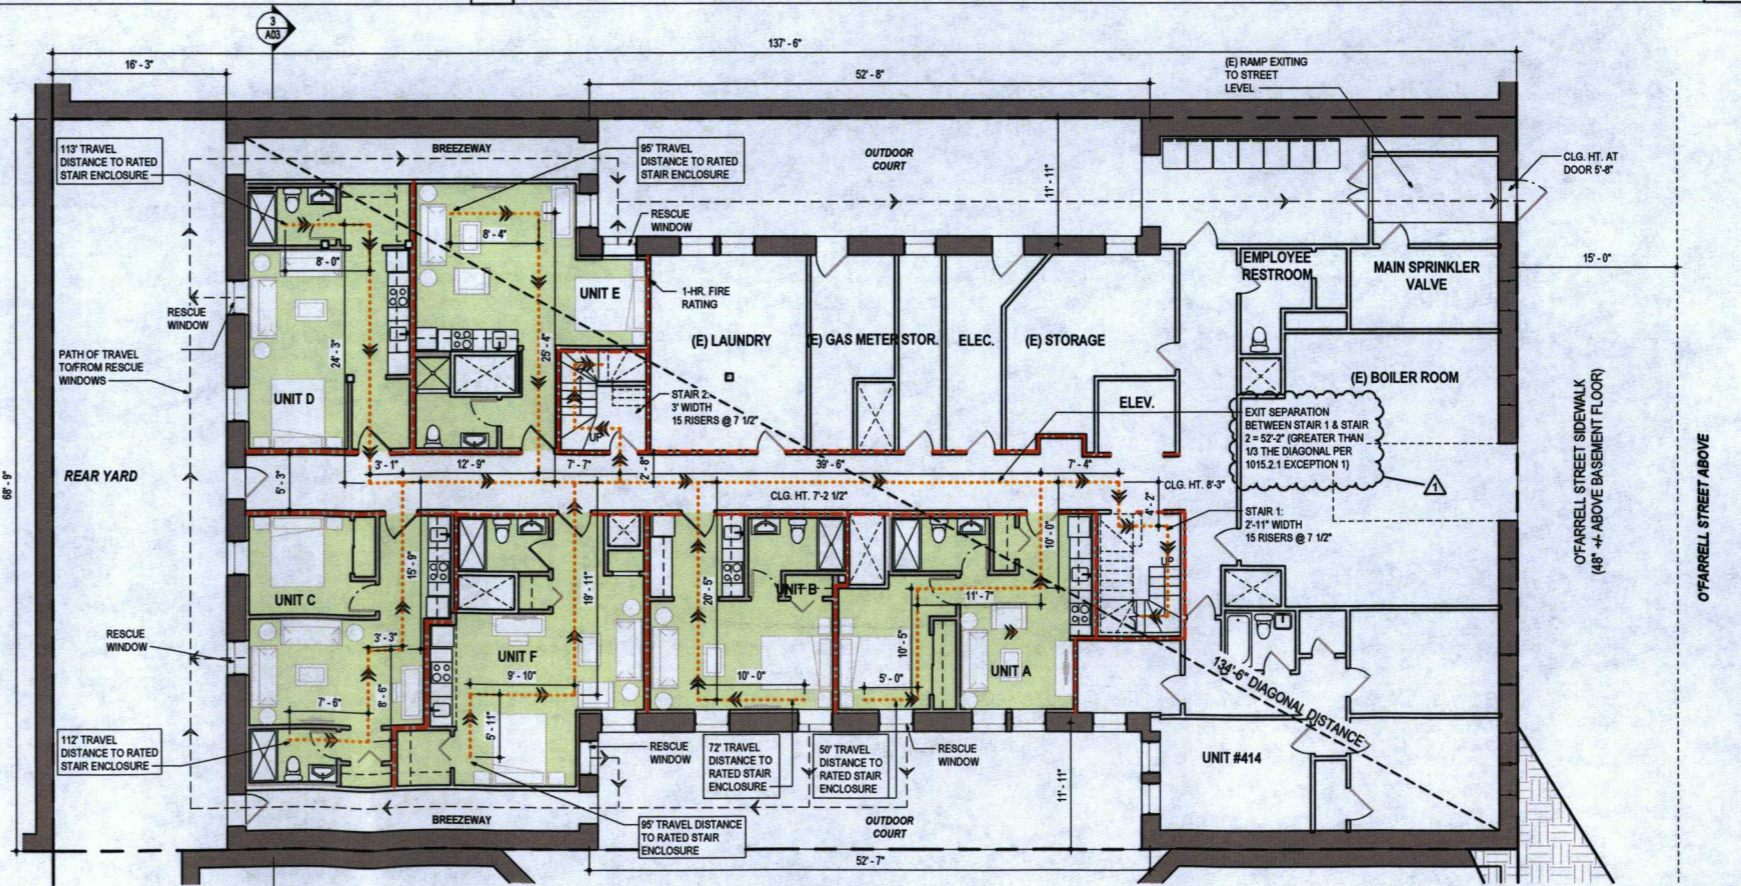 3
A03
137' - 6"
16' - 3"
52' - 8"
(E) RAMP EXITING
TO STREET
LEVEL
113' TRAVEL
DISTANCE TO RATED
STAIR ENCLOSURE
BREEZEWAY
95' TRAVEL
DISTANCE TO RATED
STAIR ENCLOSURE
OUTDOOR
COURT
11' - 11"
CLG. HT. AT
DOOR 5'-8"
RESCUE
WINDOW
8' - 4"
8' - 0"
EMPLOYEE
RESTROOM
MAIN SPRINKLER
VALVE
15' - 0"
UNIT E
1-HR. FIRE
RATING
RESCUE
WINDOW
24' - 3"
25' - 4"
(E) LAUNDRY
(E) GAS METER
STOR.
ELEC.
(E) STORAGE
PATH OF TRAVEL
TO/FROM RESCUE
WINDOWS
UNIT D
STAIR 2:
3' WIDTH
15 RISERS @ 7 1/2"
UP
ELEV.
(E) BOILER ROOM
EXIT SEPARATION
BETWEEN STAIR 1 & STAIR
2 = 52'-2" (GREATER THAN
1/3 THE DIAGONAL PER
1015.2.1 EXCEPTION 1)
1
O'FARRELL STREET SIDEWALK
(48" +/- ABOVE BASEMENT FLOOR)
O'FARRELL STREET ABOVE
68' - 9"
REAR YARD
5' - 3"
3' - 1"
12' - 9"
7' - 7"
2' - 8"
39' - 6"
7' - 4"
CLG. HT. 7'-2 1/2"
CLG. HT. 8'-3"
4' - 2"
STAIR 1:
2'-11" WIDTH
15 RISERS @ 7 1/2"
10' - 0"
15' - 9"
19' - 11"
20' - 5"
UNIT C
UNIT B
11' - 7"
RESCUE
WINDOW
3' - 3"
UNIT F
10' - 5"
UNIT A
9' - 10"
10' - 0"
5' - 0"
7' - 6"
8' - 6"
5' - 11"
134'-6" DIAGONAL DISTANCE
112' TRAVEL
DISTANCE TO RATED
STAIR ENCLOSURE
RESCUE
WINDOW
72' TRAVEL
DISTANCE TO
RATED STAIR
ENCLOSURE
50' TRAVEL
DISTANCE TO
RATED STAIR
ENCLOSURE
RESCUE
WINDOW
UNIT #414
11' - 11"
BREEZEWAY
95' TRAVEL DISTANCE
TO RATED STAIR
ENCLOSURE
OUTDOOR
COURT
52' - 7"